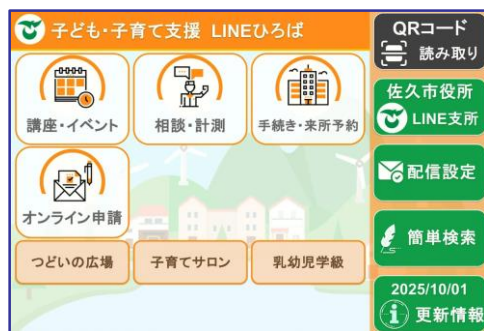 子ども・子育て支援 LINEひろば
講座・イベント
相談・計測
手続き・来所予約
オンライン申請
つどいの広場
子育てサロン
乳幼児学級
QRコード
読み取り
佐久市役所
LINE支所
配信設定
簡単検索
2025/10/01
更新情報